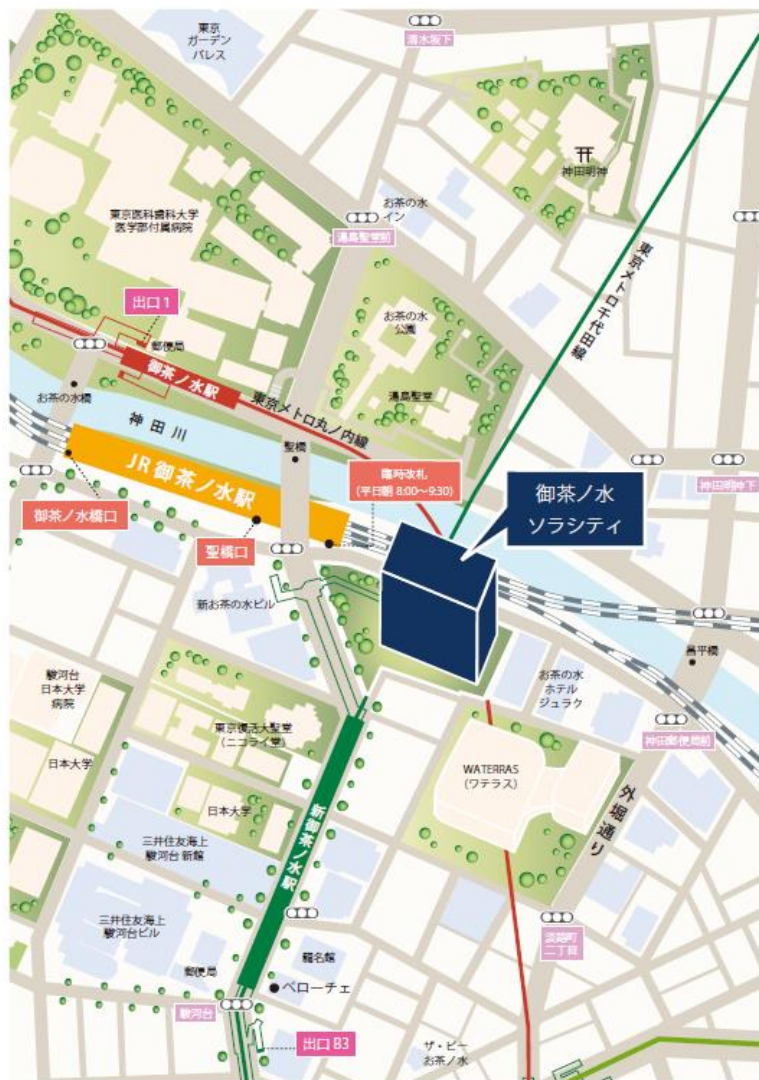 東京
ガーデン
パレス
清水坂下
神田明神
お茶の水
イン
東京医科歯科大学
医学部付属病院
湯島聖堂前
東京メトロ千代田線
出口 1
お茶の水
公園
郵便局
御茶ノ水駅
湯島聖堂
お茶の水橋
東京メトロ丸ノ内線
神田川
聖橋
JR 御茶ノ水駅
臨時改札
(平日朝 8:00～9:30)
神田明神下
御茶ノ水
ソラシティ
御茶ノ水橋口
聖橋口
新お茶の水ビル
昌平橋
駿河台
日本大学
病院
お茶の水
ホテル
ジュラク
東京復活大聖堂
(ニコライ堂)
神田郵便局前
日本大学
WATERRAS
(ワテラス)
外堀通り
日本大学
新御茶ノ水駅
三井住友海上
駿河台 新館
三井住友海上
駿河台ビル
淡路町
二丁目
龍名館
郵便局
ベローチェ
駿河台
出口 B3
ザ・ビー
お茶ノ水